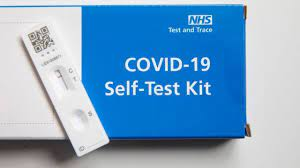 NHS
Test and Trace
COVID-19
Self-Test Kit
C
T